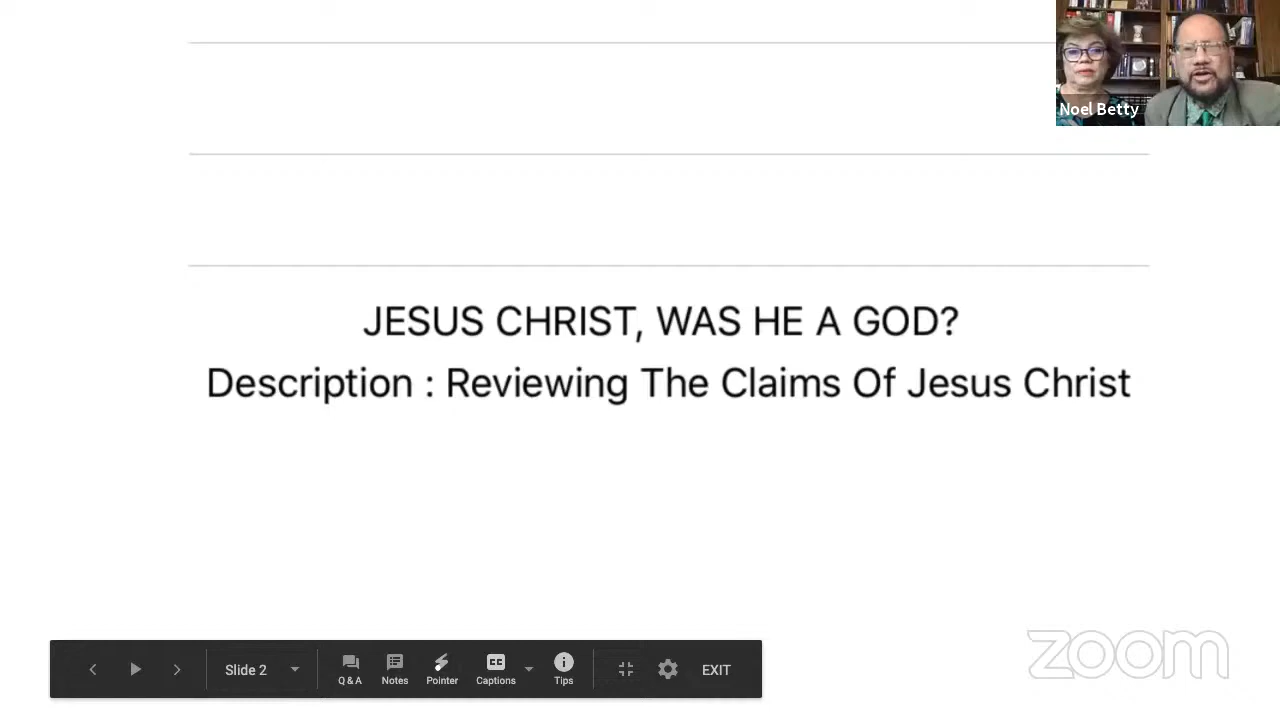 Noel Betty
JESUS CHRIST, WAS HE A GOD?
Description : Reviewing The Claims Of Jesus Christ
Slide 2
Q & A
Notes
Pointer
CC
Captions
Tips
EXIT
zoom